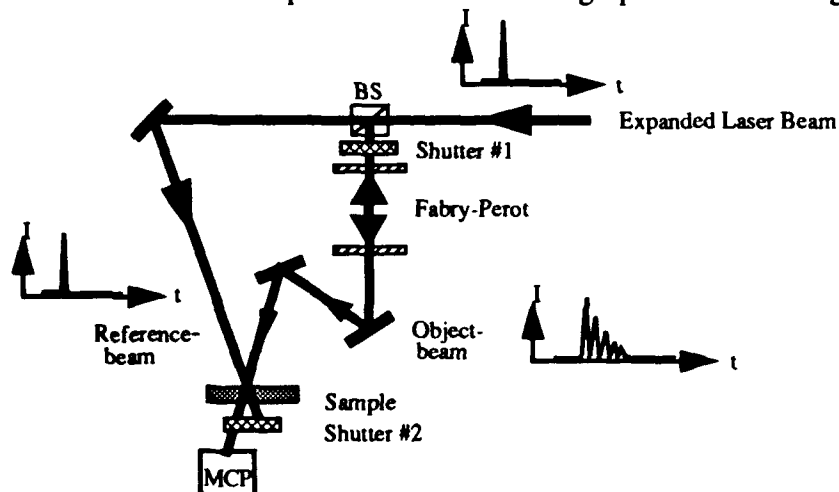 I
t
BS
Expanded Laser Beam
Shutter #1
Fabry-Perot
I
t
Reference-
beam
Object-
beam
I
t
Sample
Shutter #2
MCP